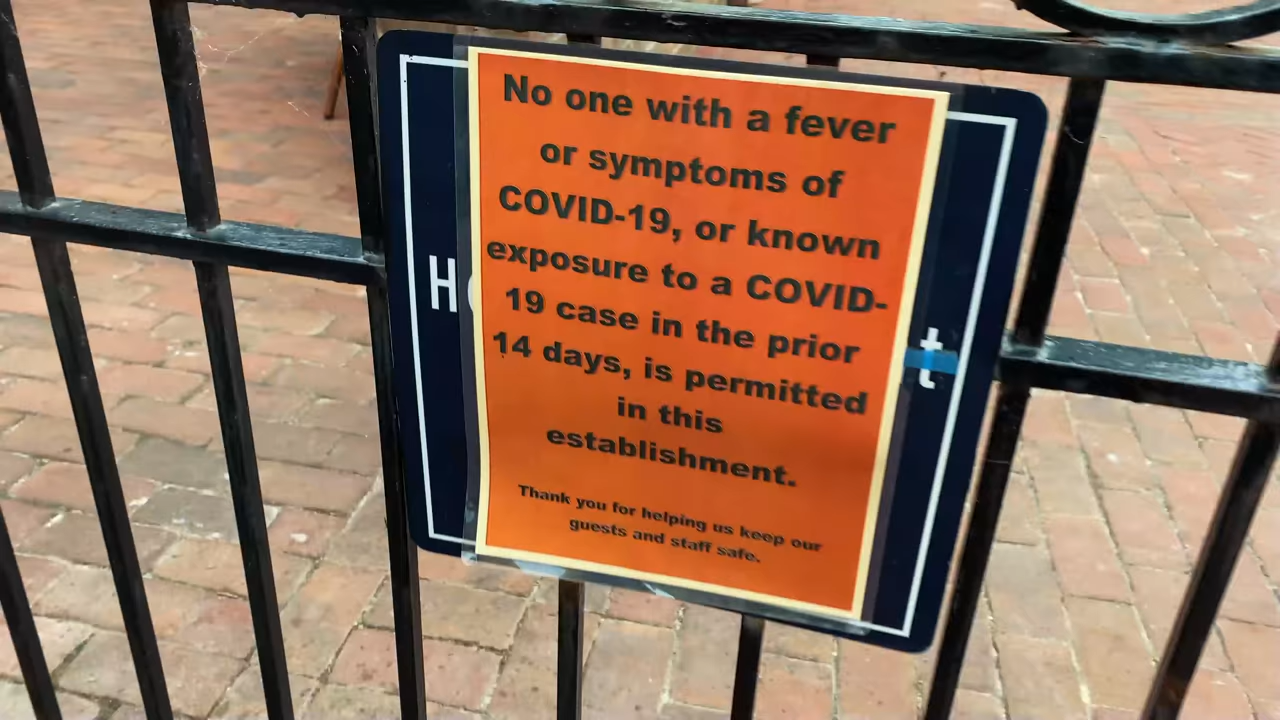 No one with a fever
or symptoms of
COVID-19, or known
exposure to a COVID-
19 case in the prior
14 days, is permitted
in this
establishment.
Thank you for helping us keep our
guests and staff safe.